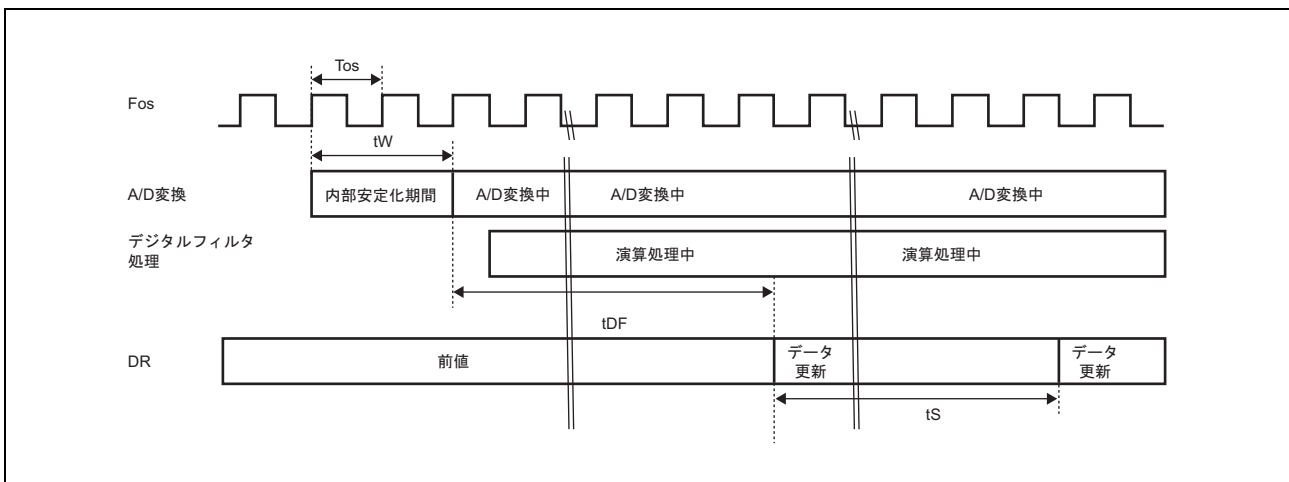 Tos
Fos
tW
A/D変換
内部安定化期間
A/D変換中
A/D変換中
A/D変換中
デジタルフィルタ
処理
演算処理中
演算処理中
tDF
DR
前値
データ
更新
データ
更新
tS